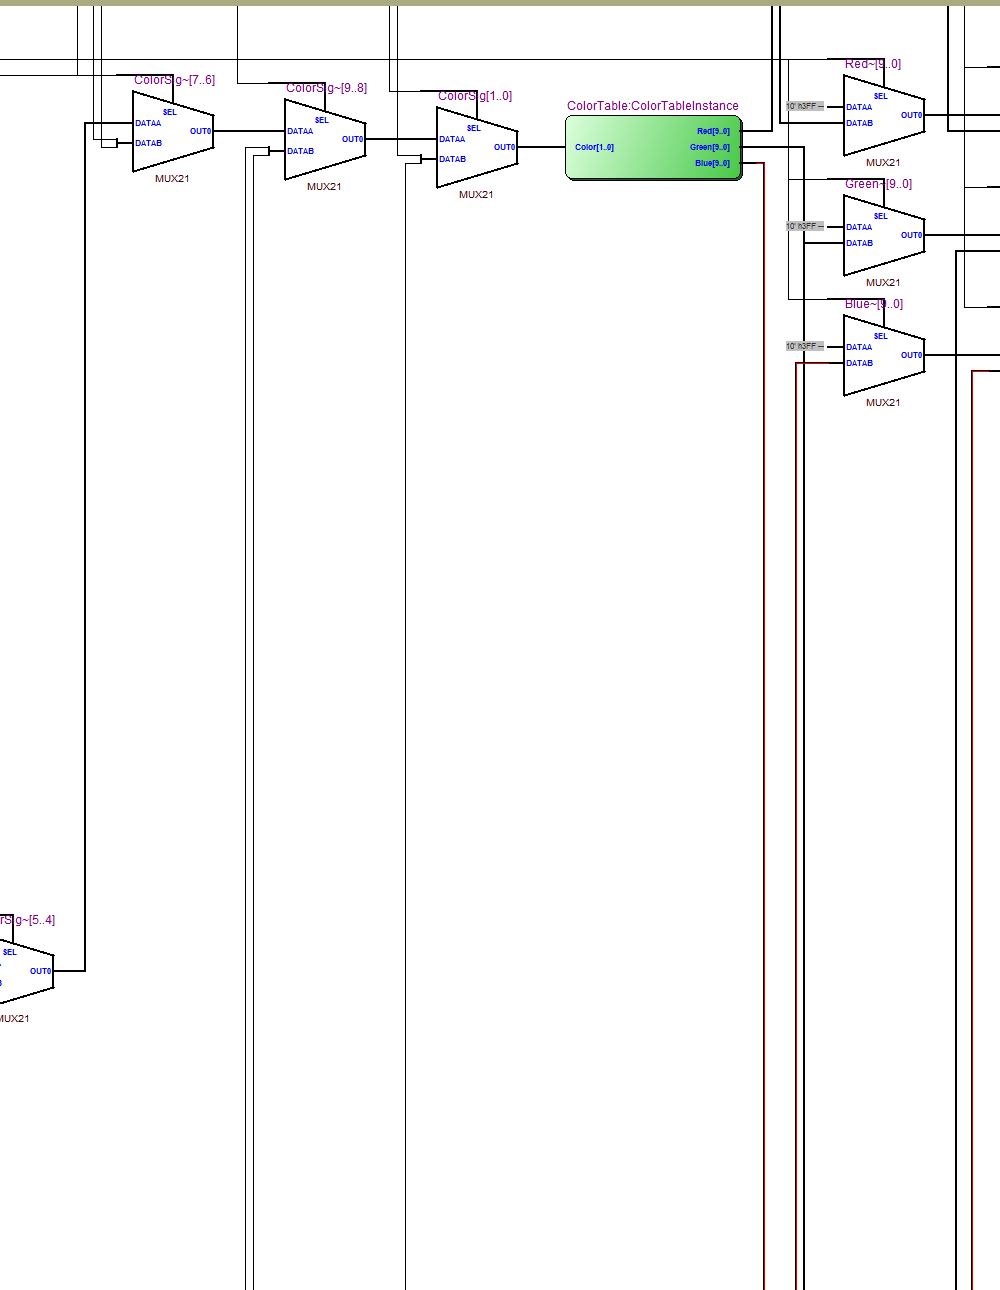 ColorSig~[7..6]
SEL
DATAA
DATAB
OUT0
MUX21
ColorSig~[9..8]
SEL
DATAA
DATAB
OUT0
MUX21
ColorSig[1..0]
SEL
DATAA
DATAB
OUT0
MUX21
ColorTable:ColorTableInstance
Color[1..0]
Red[9..0]
Green[9..0]
Blue[9..0]
Red~[9..0]
SEL
10' h3FF --
DATAA
DATAB
OUT0
MUX21
Green~[9..0]
SEL
10' h3FF --
DATAA
DATAB
OUT0
MUX21
Blue~[9..0]
SEL
10' h3FF --
DATAA
DATAB
OUT0
MUX21
rSig~[5..4]
SEL
OUT0
B
MUX21